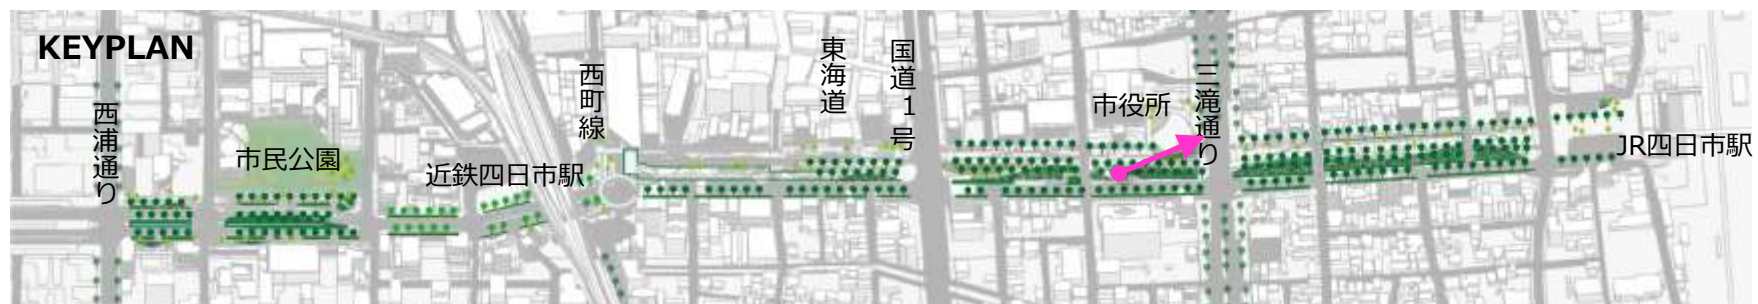 KEYPLAN
西浦通り
市民公園
近鉄四日市駅
西町線
東海道
国道1号
市役所
三滝通り
JR四日市駅